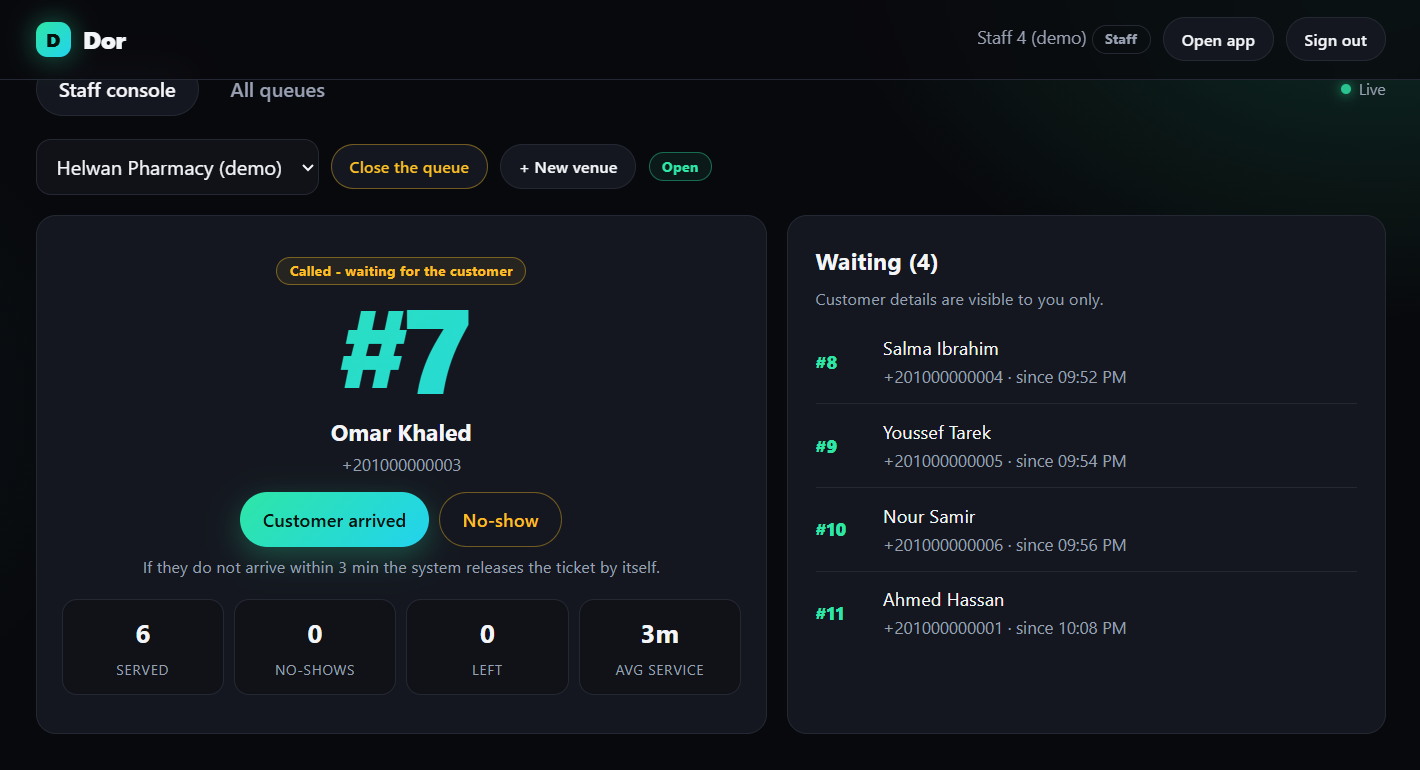 D Dor
Staff 4 (demo) Staff Open app Sign out
Staff console All queues
Live
Helwan Pharmacy (demo) Close the queue + New venue Open
Called - waiting for the customer
#7
Omar Khaled
+201000000003
Customer arrived No-show
If they do not arrive within 3 min the system releases the ticket by itself.
6 0 0 3m
SERVED NO-SHOWS LEFT AVG SERVICE
Waiting (4)
Customer details are visible to you only.
#8 Salma Ibrahim
+201000000004 · since 09:52 PM
#9 Youssef Tarek
+201000000005 · since 09:54 PM
#10 Nour Samir
+201000000006 · since 09:56 PM
#11 Ahmed Hassan
+201000000001 · since 10:08 PM